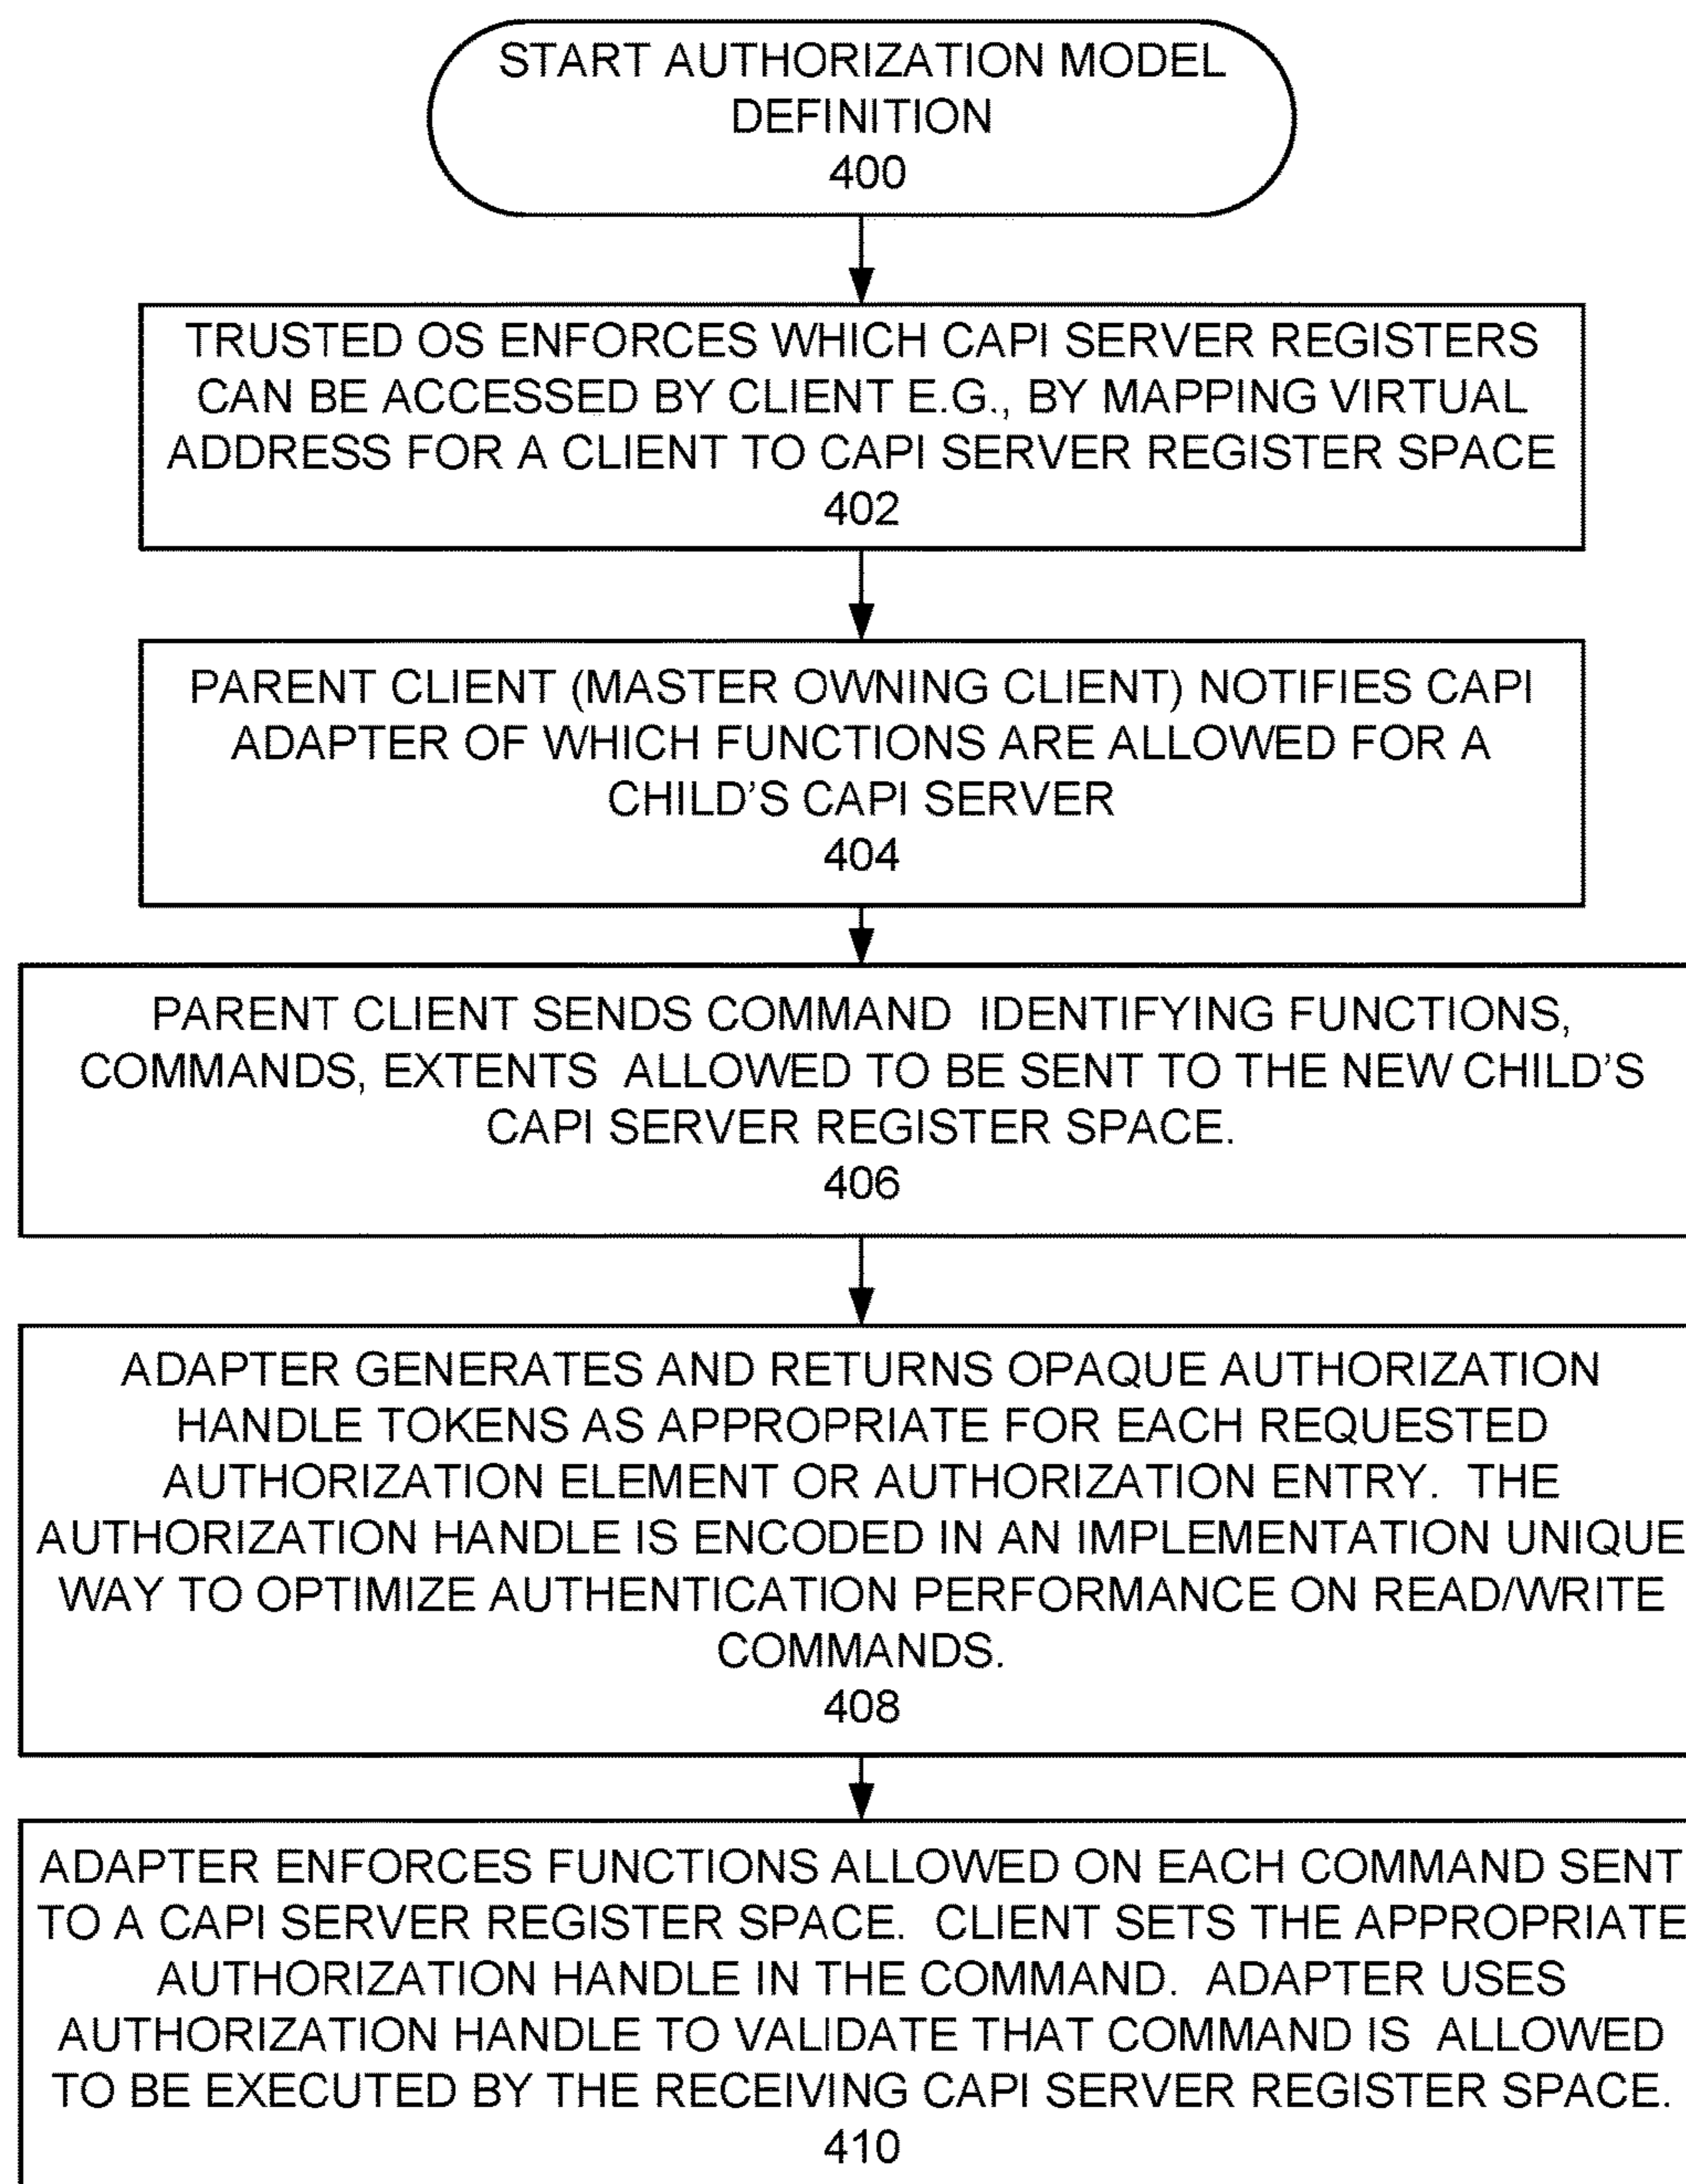 START AUTHORIZATION MODEL
DEFINITION
400
TRUSTED OS ENFORCES WHICH CAPI SERVER REGISTERS
CAN BE ACCESSED BY CLIENT E.G., BY MAPPING VIRTUAL
ADDRESS FOR A CLIENT TO CAPI SERVER REGISTER SPACE
402
PARENT CLIENT (MASTER OWNING CLIENT) NOTIFIES CAPI
ADAPTER OF WHICH FUNCTIONS ARE ALLOWED FOR A
CHILD'S CAPI SERVER
404
PARENT CLIENT SENDS COMMAND IDENTIFYING FUNCTIONS,
COMMANDS, EXTENTS ALLOWED TO BE SENT TO THE NEW CHILD'S
CAPI SERVER REGISTER SPACE.
406
ADAPTER GENERATES AND RETURNS OPAQUE AUTHORIZATION
HANDLE TOKENS AS APPROPRIATE FOR EACH REQUESTED
AUTHORIZATION ELEMENT OR AUTHORIZATION ENTRY. THE
AUTHORIZATION HANDLE IS ENCODED IN AN IMPLEMENTATION UNIQUE
WAY TO OPTIMIZE AUTHENTICATION PERFORMANCE ON READ/WRITE
COMMANDS.
408
ADAPTER ENFORCES FUNCTIONS ALLOWED ON EACH COMMAND SENT
TO A CAPI SERVER REGISTER SPACE. CLIENT SETS THE APPROPRIATE
AUTHORIZATION HANDLE IN THE COMMAND. ADAPTER USES
AUTHORIZATION HANDLE TO VALIDATE THAT COMMAND IS ALLOWED
TO BE EXECUTED BY THE RECEIVING CAPI SERVER REGISTER SPACE.
410